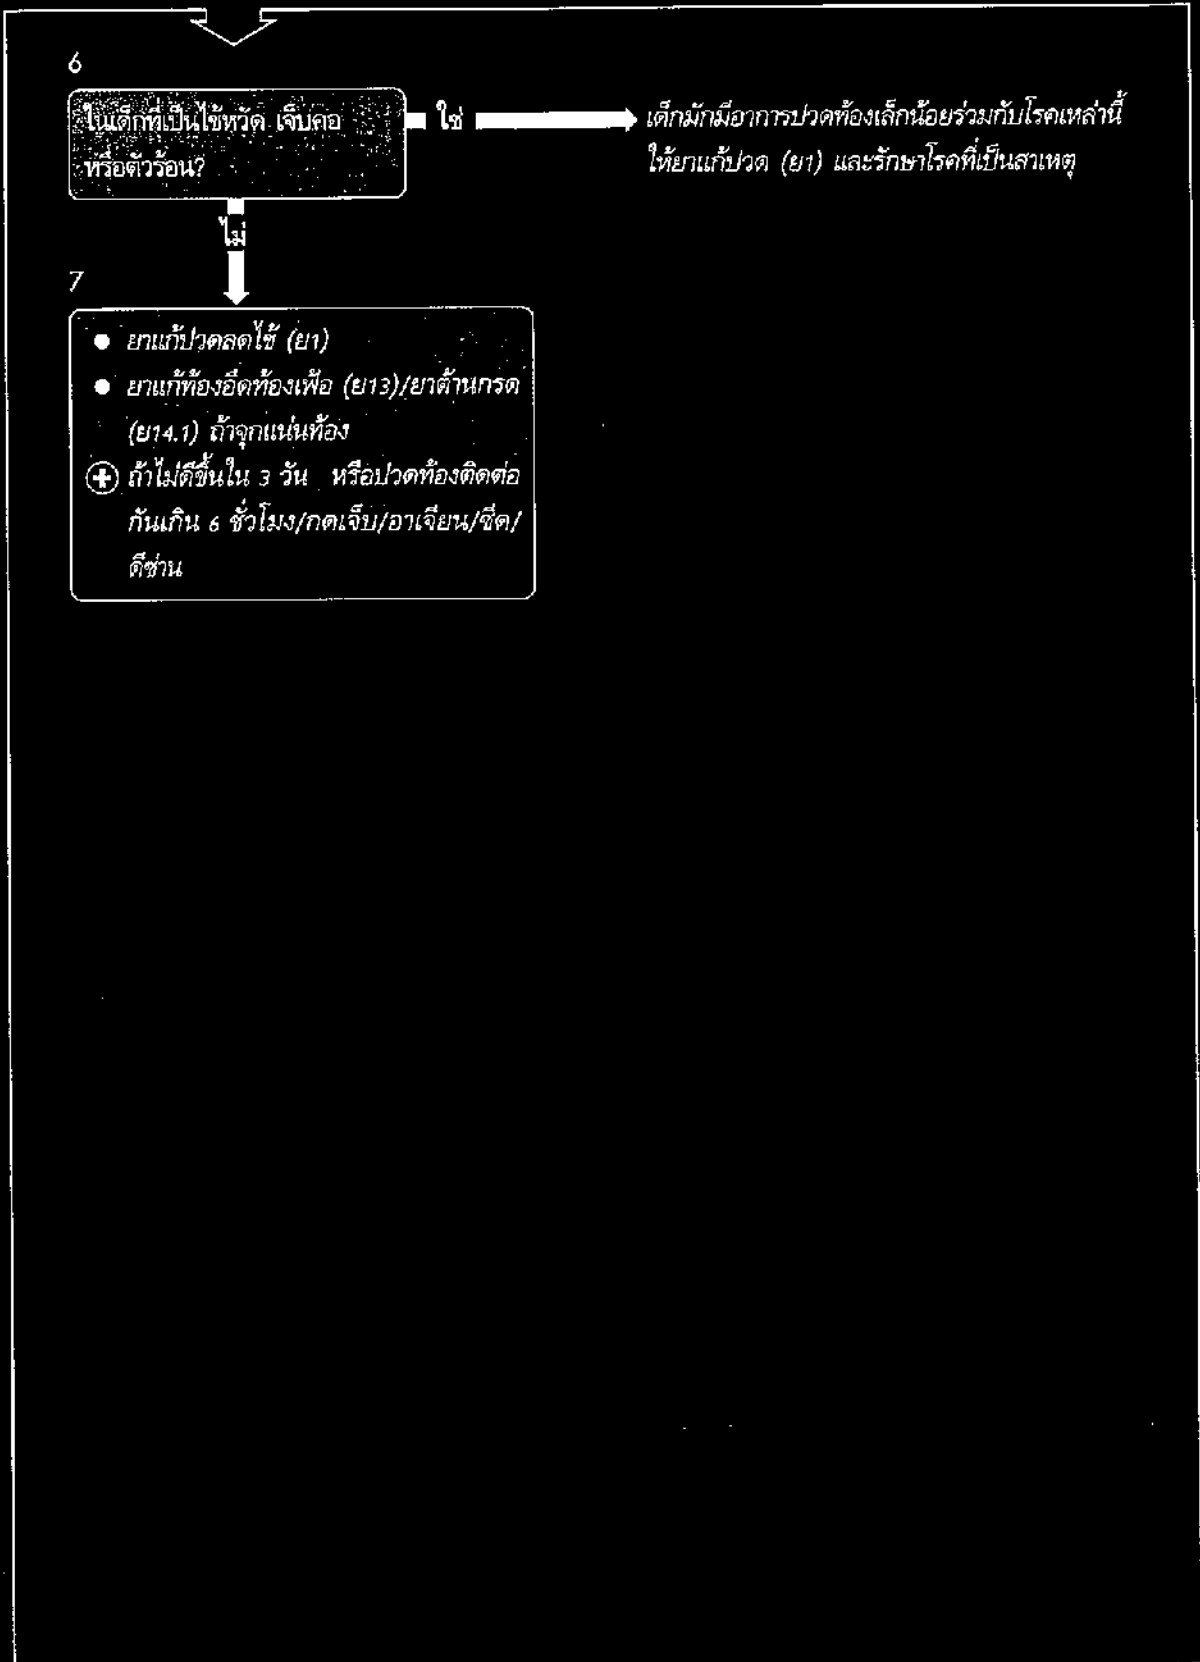 6
ในเด็กที่เป็นไข้หวัด เจ็บคอ
หรือตัวร้อน?
ใช่
เด็กมักมีอาการปวดท้องเล็กน้อยร่วมกับโรคเหล่านี้
ให้ยาแก้ปวด (ย1) และรักษาโรคที่เป็นสาเหตุ
ไม่
7
● ยาแก้ปวดลดไข้ (ย1)
● ยาแก้ท้องอืดท้องเฟ้อ (ย13)/ยาต้านกรด
(ย14.1) ถ้าจุกแน่นท้อง
ถ้าไม่ดีขึ้นใน 3 วัน หรือปวดท้องติดต่อ
กันเกิน 6 ชั่วโมง/กดเจ็บ/อาเจียน/ซีด/
ดีซ่าน